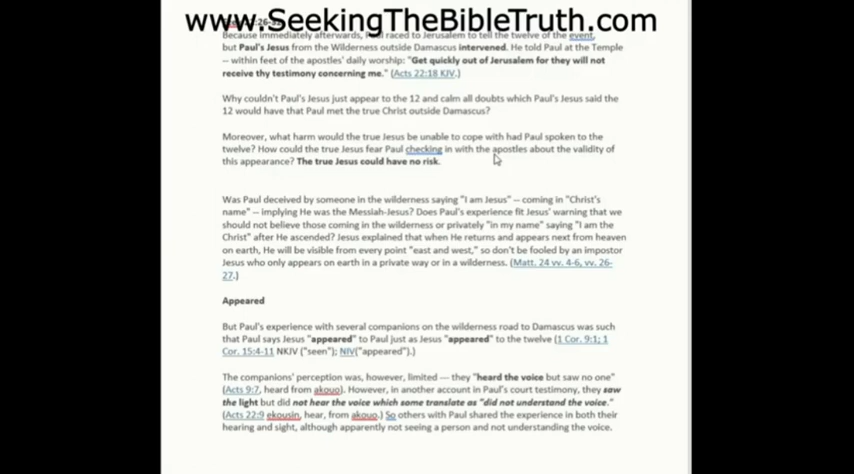 www.SeekingTheBibleTruth.com
Because immediately afterwards, Paul raced to Jerusalem to tell the twelve of the event,
but Paul's Jesus from the Wilderness outside Damascus intervened. He told Paul at the Temple
– within feet of the apostles' daily worship: "Get quickly out of Jerusalem for they will not
receive thy testimony concerning me." (Acts 22:18 KJV.)
Why couldn't Paul's Jesus just appear to the 12 and calm all doubts which Paul's Jesus said the
12 would have that Paul met the true Christ outside Damascus?
Moreover, what harm would the true Jesus be unable to cope with had Paul spoken to the
twelve? How could the true Jesus fear Paul checking in with the apostles about the validity of
this appearance? The true Jesus could have no risk.
Was Paul deceived by someone in the wilderness saying "I am Jesus" – coming in "Christ's
name" – implying He was the Messiah-Jesus? Does Paul's experience fit Jesus' warning that we
should not believe those coming in the wilderness or privately "in my name" saying "I am the
Christ" after He ascended? Jesus explained that when He returns and appears next from heaven
on earth, He will be visible from every point "east and west," so don't be fooled by an impostor
Jesus who only appears on earth in a private way or in a wilderness. (Matt. 24 vv. 4-6, vv. 26-
27.)
Appeared
But Paul's experience with several companions on the wilderness road to Damascus was such
that Paul says Jesus "appeared" to Paul just as Jesus "appeared" to the twelve (1 Cor. 9:1; 1
Cor. 15:4-11 NKJV ("seen"); NIV("appeared").)
The companions' perception was, however, limited — they "heard the voice but saw no one"
(Acts 9:7, heard from akouo). However, in another account in Paul's court testimony, they saw
the light but did not hear the voice which some translate as "did not understand the voice."
(Acts 22:9 ekousin, hear, from akouo.) So others with Paul shared the experience in both their
hearing and sight, although apparently not seeing a person and not understanding the voice.